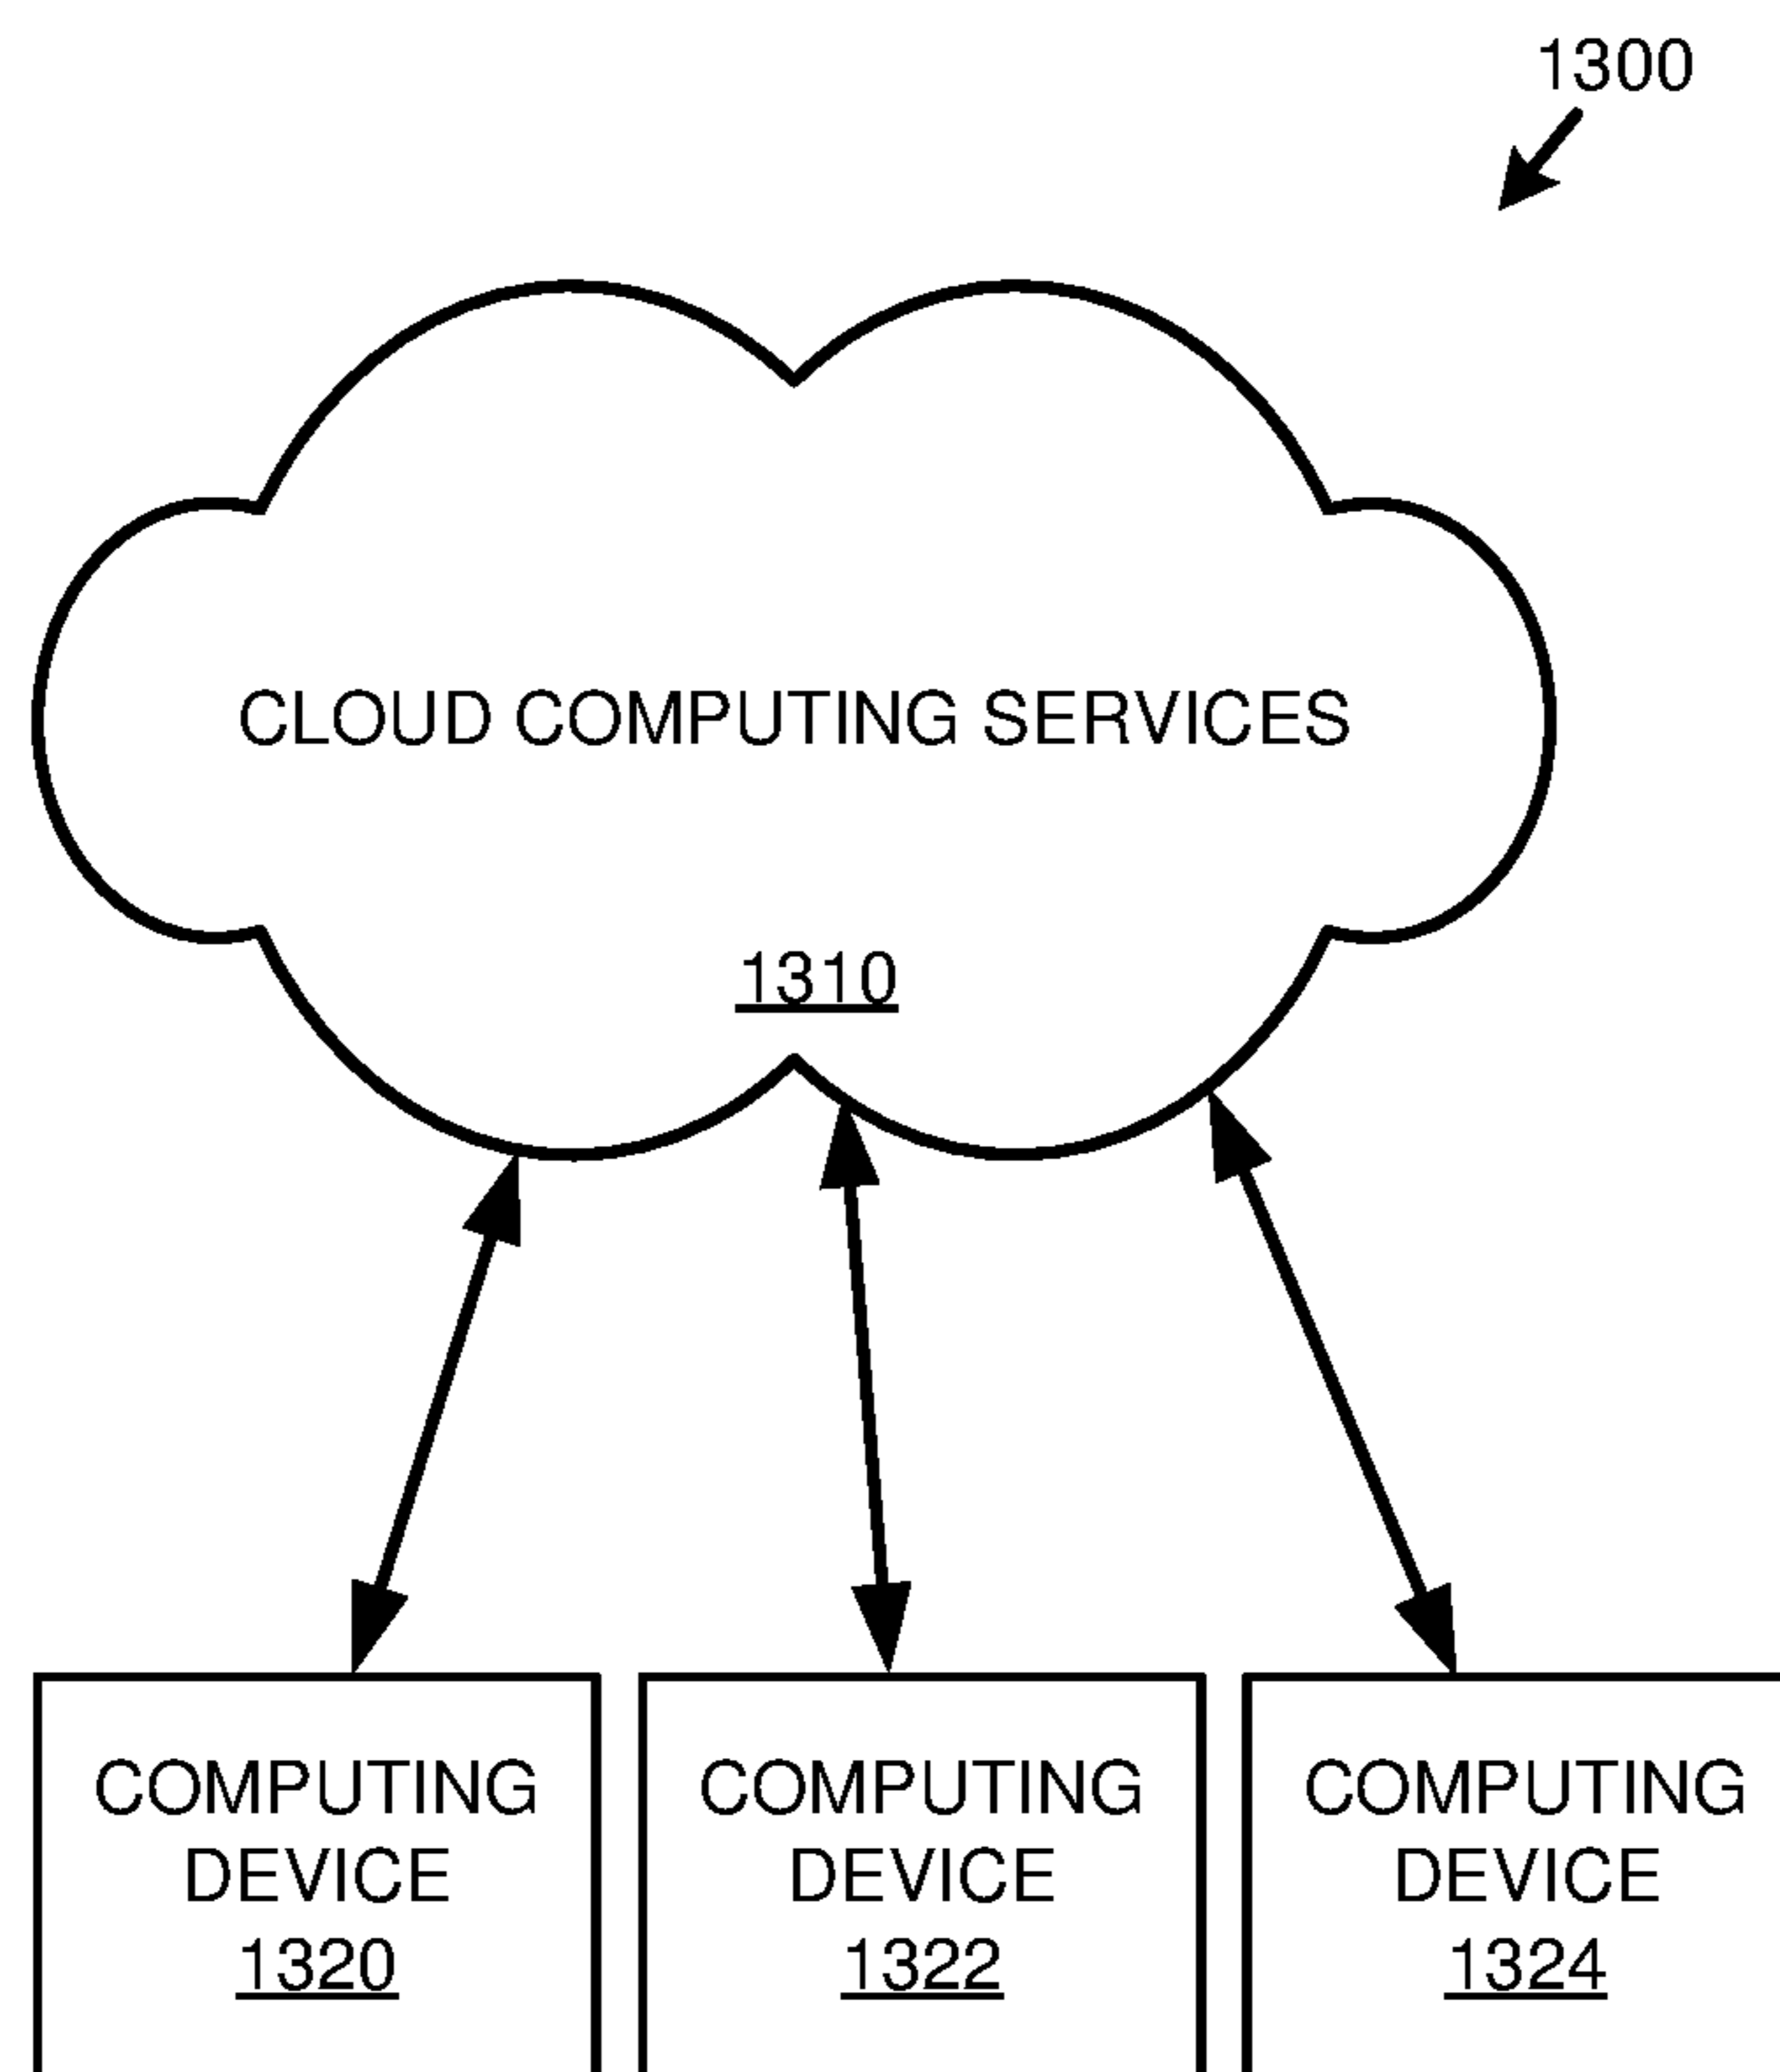 1300
CLOUD COMPUTING SERVICES
1310
COMPUTING
DEVICE
1320
COMPUTING
DEVICE
1322
COMPUTING
DEVICE
1324